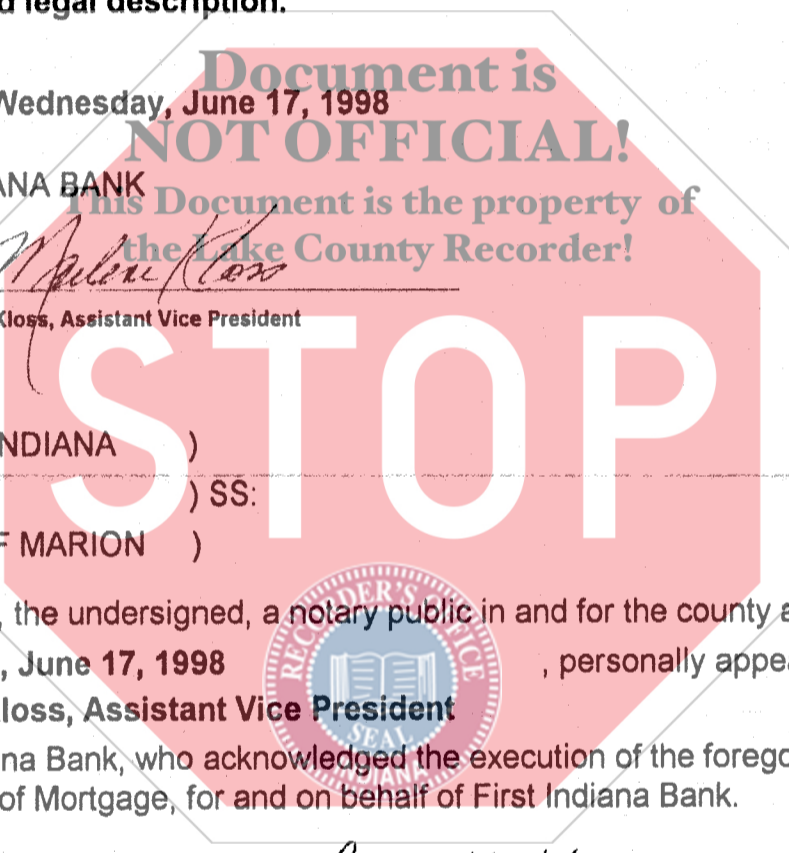 d legal description.
Document is
Wednesday, June 17, 1998
NOT OFFICIAL!
ANA BANK
This Document is the property of
the Lake County Recorder!
Marlene Kloss
Kloss, Assistant Vice President
STOP
INDIANA )
) SS:
F MARION )
RECORDER'S OFFICE
, the undersigned, a notary public in and for the county a
, June 17, 1998 , personally appea
loss, Assistant Vice President
SEAL
na Bank, who acknowledged the execution of the forego
INDIANA
of Mortgage, for and on behalf of First Indiana Bank.